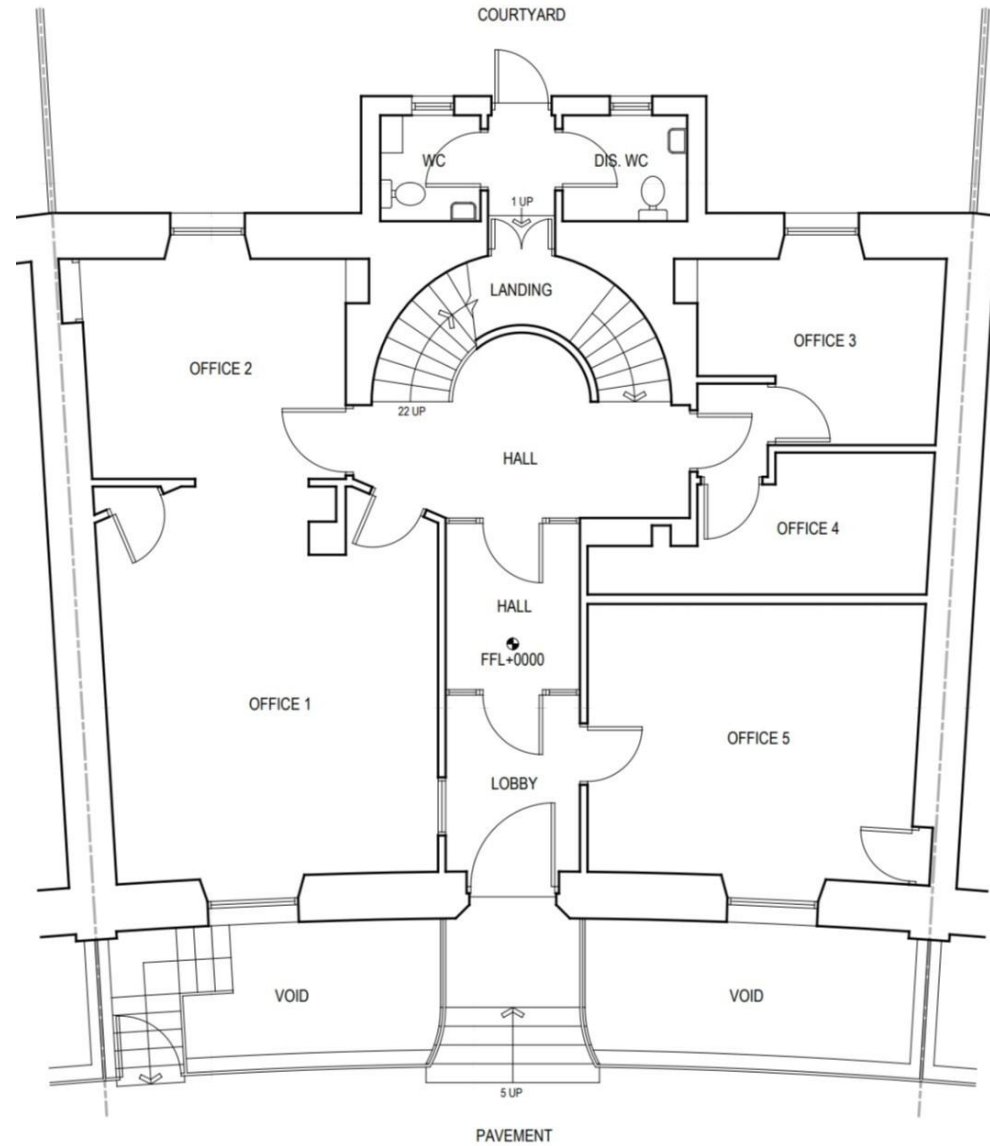 COURTYARD
WC
DIS. WC
1 UP
LANDING
OFFICE 2
OFFICE 3
22 UP
HALL
OFFICE 4
HALL
FFL+0000
OFFICE 1
OFFICE 5
LOBBY
VOID
VOID
5 UP
PAVEMENT